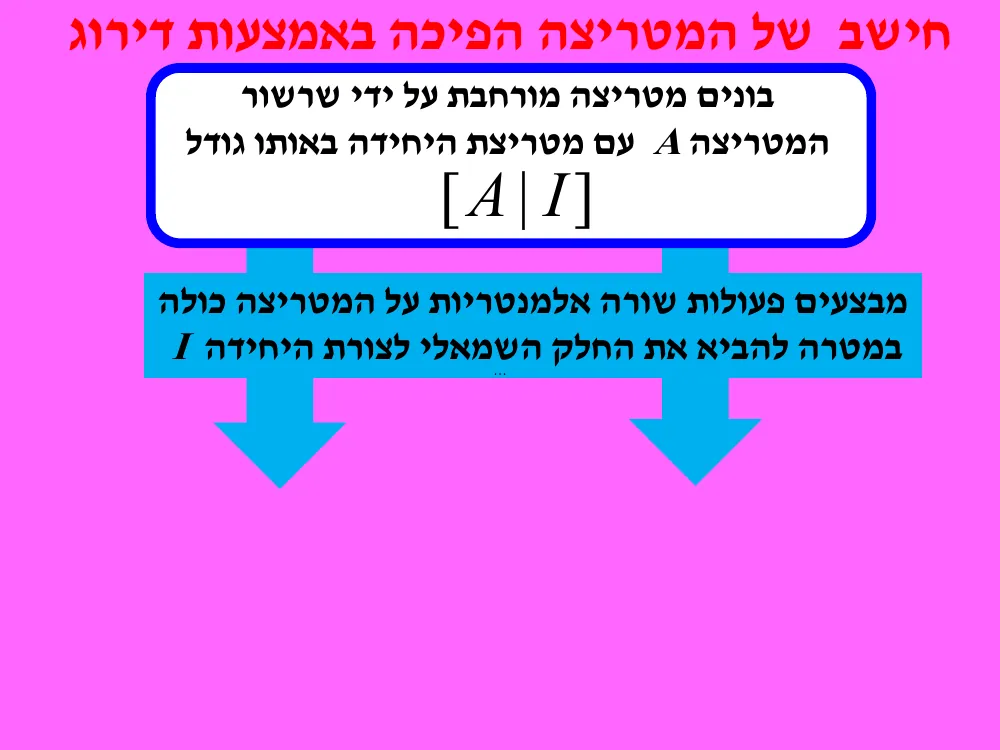 חישב של המטריצה הפיכה באמצעות דירוג
בונים מטריצה מורחבת על ידי שרשור
המטריצה A עם מטריצת היחידה באותו גודל
[A|I]
מבצעים פעולות שורה אלמנטריות על המטריצה כולה
במטרה להביא את החלק השמאלי לצורת היחידה I
...